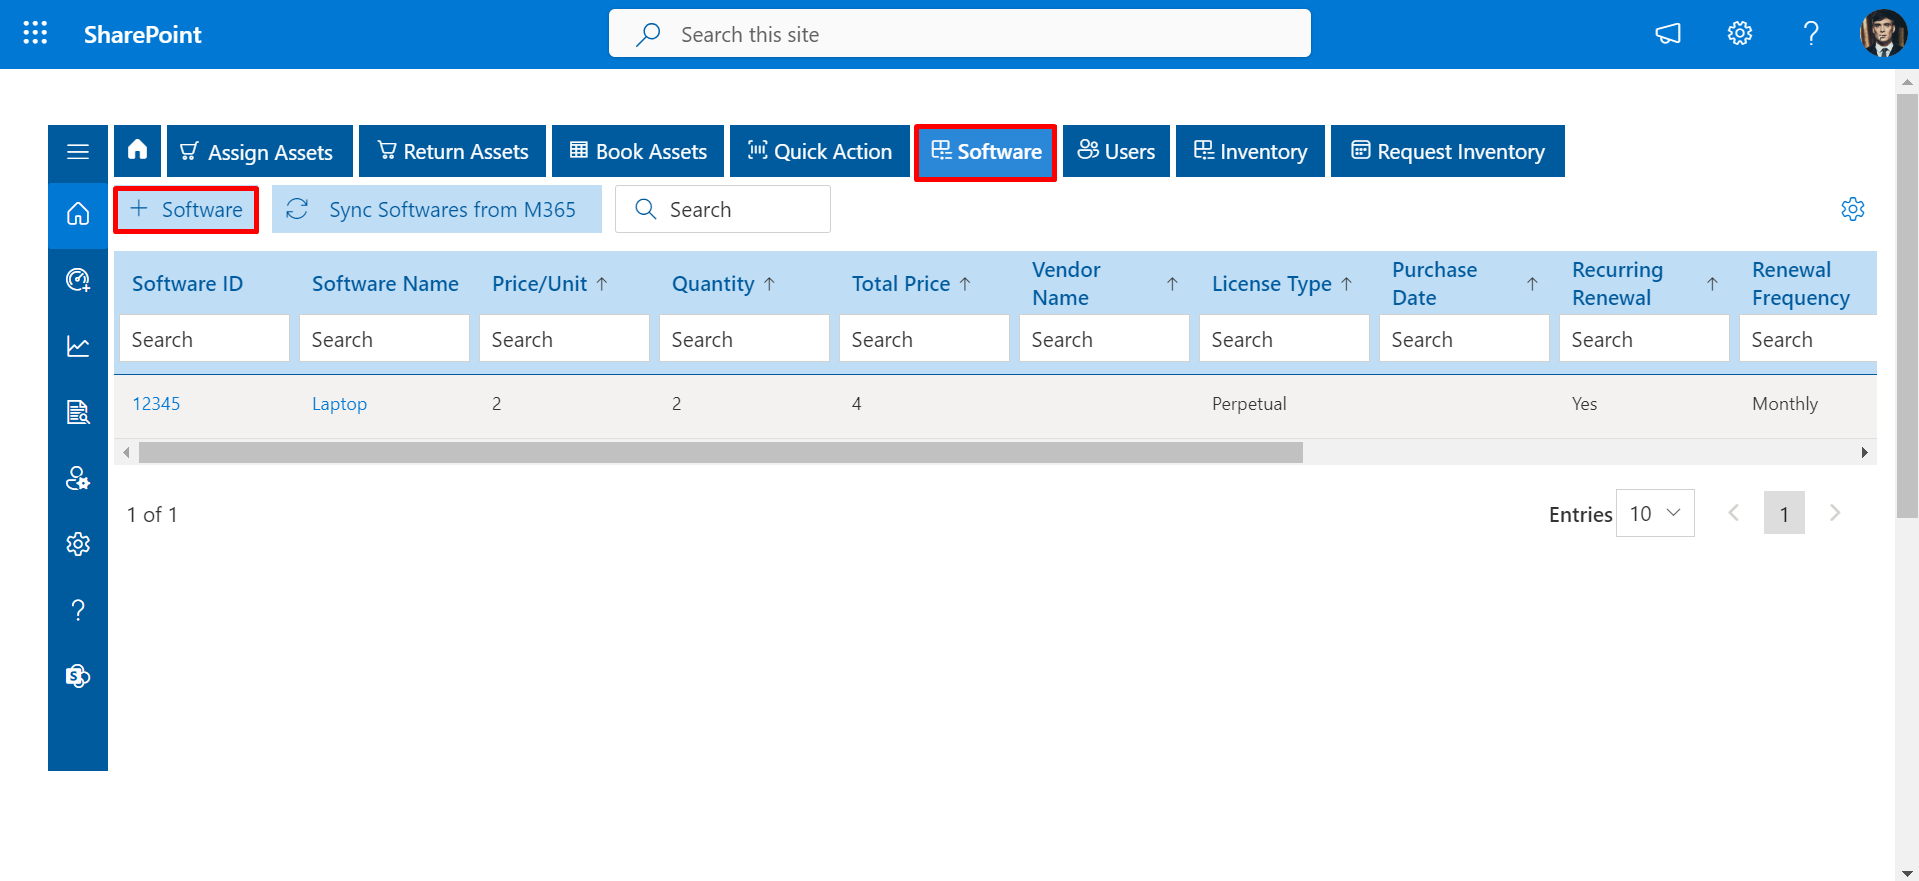 SharePoint
Search this site
Assign Assets
Return Assets
Book Assets
Quick Action
Software
Users
Inventory
Request Inventory
+ Software
Sync Softwares from M365
Search
Software ID
Software Name
Price/Unit ↑
Quantity ↑
Total Price ↑
Vendor
Name ↑
License Type ↑
Purchase
Date ↑
Recurring
Renewal ↑
Renewal
Frequency
Search
Search
Search
Search
Search
Search
Search
Search
Search
Search
12345
Laptop
2
2
4
Perpetual
Yes
Monthly
1 of 1
Entries
10
1